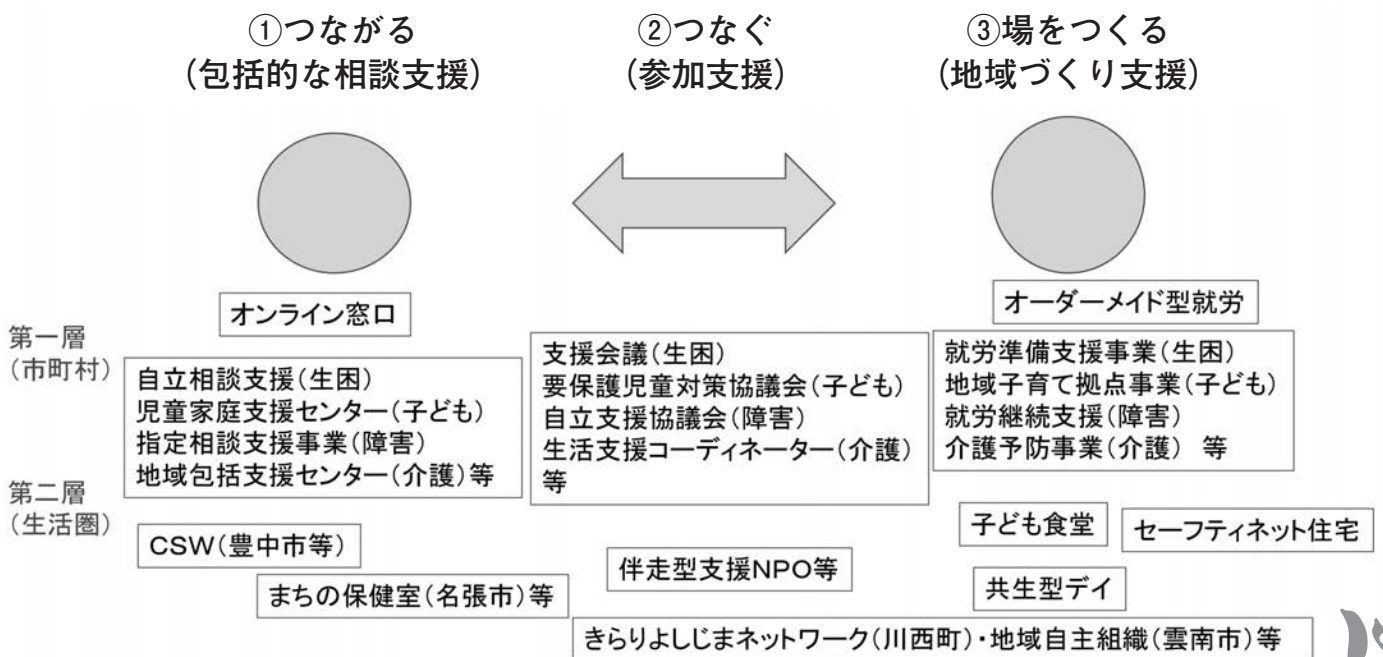 ①つながる
(包括的な相談支援)
②つなぐ
(参加支援)
③場をつくる
(地域づくり支援)
第一層
(市町村)
オンライン窓口
自立相談支援(生困)
児童家庭支援センター(子ども)
指定相談支援事業(障害)
地域包括支援センター(介護)等
支援会議(生困)
要保護児童対策協議会(子ども)
自立支援協議会(障害)
生活支援コーディネーター(介護)
等
オーダーメイド型就労
就労準備支援事業(生困)
地域子育て拠点事業(子ども)
就労継続支援(障害)
介護予防事業(介護) 等
第二層
(生活圏)
CSW(豊中市等)
まちの保健室(名張市)等
伴走型支援NPO等
子ども食堂
セーフティネット住宅
共生型デイ
きらりよしじまネットワーク(川西町)・地域自主組織(雲南市)等